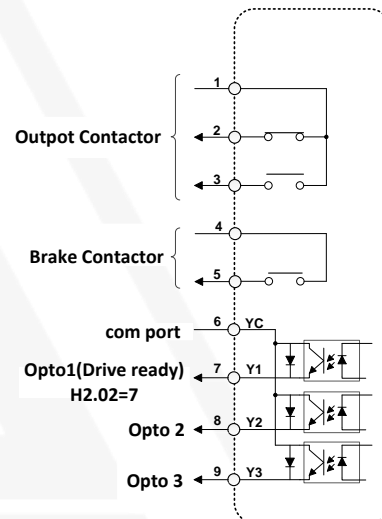 1
Outpot Contactor
2
3
4
Brake Contactor
5
com port
6 YC
Opto1(Drive ready)
H2.02=7
7 Y1
Opto 2
8 Y2
Opto 3
9 Y3